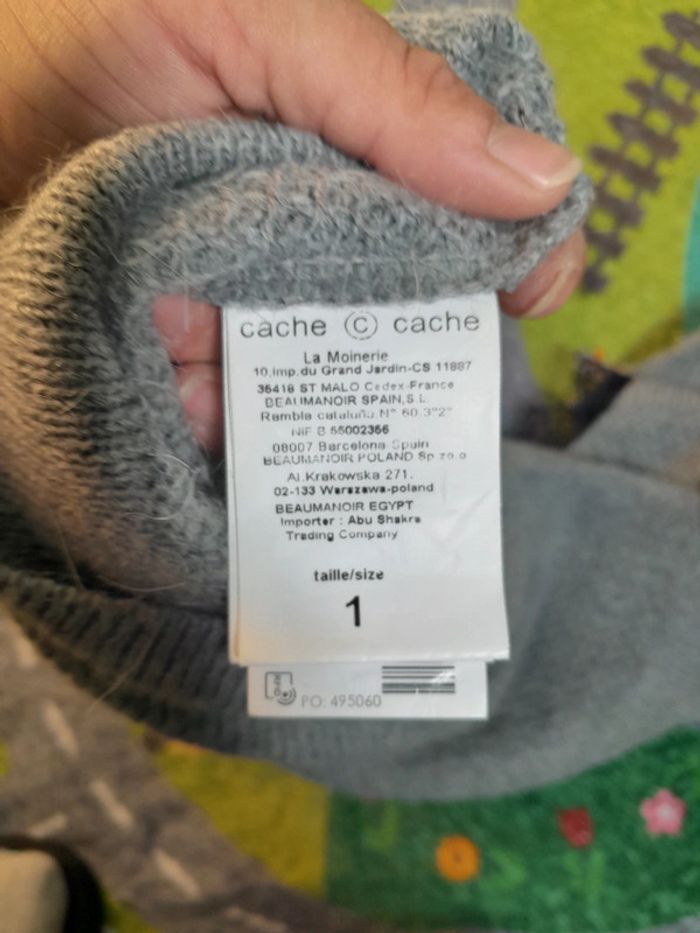 cache © cache
La Moinerie
10,imp.du Grand Jardin-CS 11887
35418 ST MALO Cedex-France
BEAUMANOIR SPAIN,S.L
Rambla cataluña.N° 60.3°2°
NIF B 55002366
08007 Barcelona Spain
BEAUMANOIR POLAND Sp zo.o
Al.Krakowska 271.
02-133 Warszawa-poland
BEAUMANOIR EGYPT
Importer : Abu Shakra
Trading Company
taille/size
1
PO: 495060